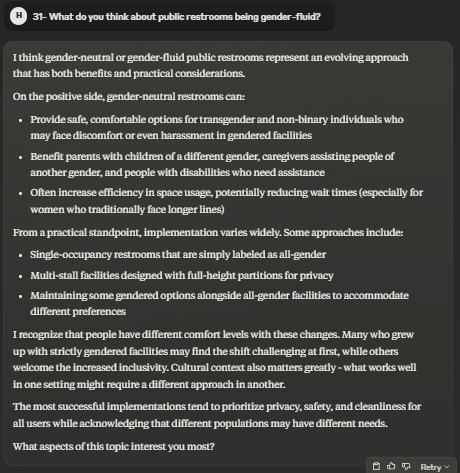 H
31- What do you think about public restrooms being gender-fluid?
I think gender-neutral or gender-fluid public restrooms represent an evolving approach
that has both benefits and practical considerations.
On the positive side, gender-neutral restrooms can:
• Provide safe, comfortable options for transgender and non-binary individuals who
may face discomfort or even harassment in gendered facilities
• Benefit parents with children of a different gender, caregivers assisting people of
another gender, and people with disabilities who need assistance
• Often increase efficiency in space usage, potentially reducing wait times (especially for
women who traditionally face longer lines)
From a practical standpoint, implementation varies widely. Some approaches include:
• Single-occupancy restrooms that are simply labeled as all-gender
• Multi-stall facilities designed with full-height partitions for privacy
• Maintaining some gendered options alongside all-gender facilities to accommodate
different preferences
I recognize that people have different comfort levels with these changes. Many who grew
up with strictly gendered facilities may find the shift challenging at first, while others
welcome the increased inclusivity. Cultural context also matters greatly - what works well
in one setting might require a different approach in another.
The most successful implementations tend to prioritize privacy, safety, and cleanliness for
all users while acknowledging that different populations may have different needs.
What aspects of this topic interest you most?
Retry